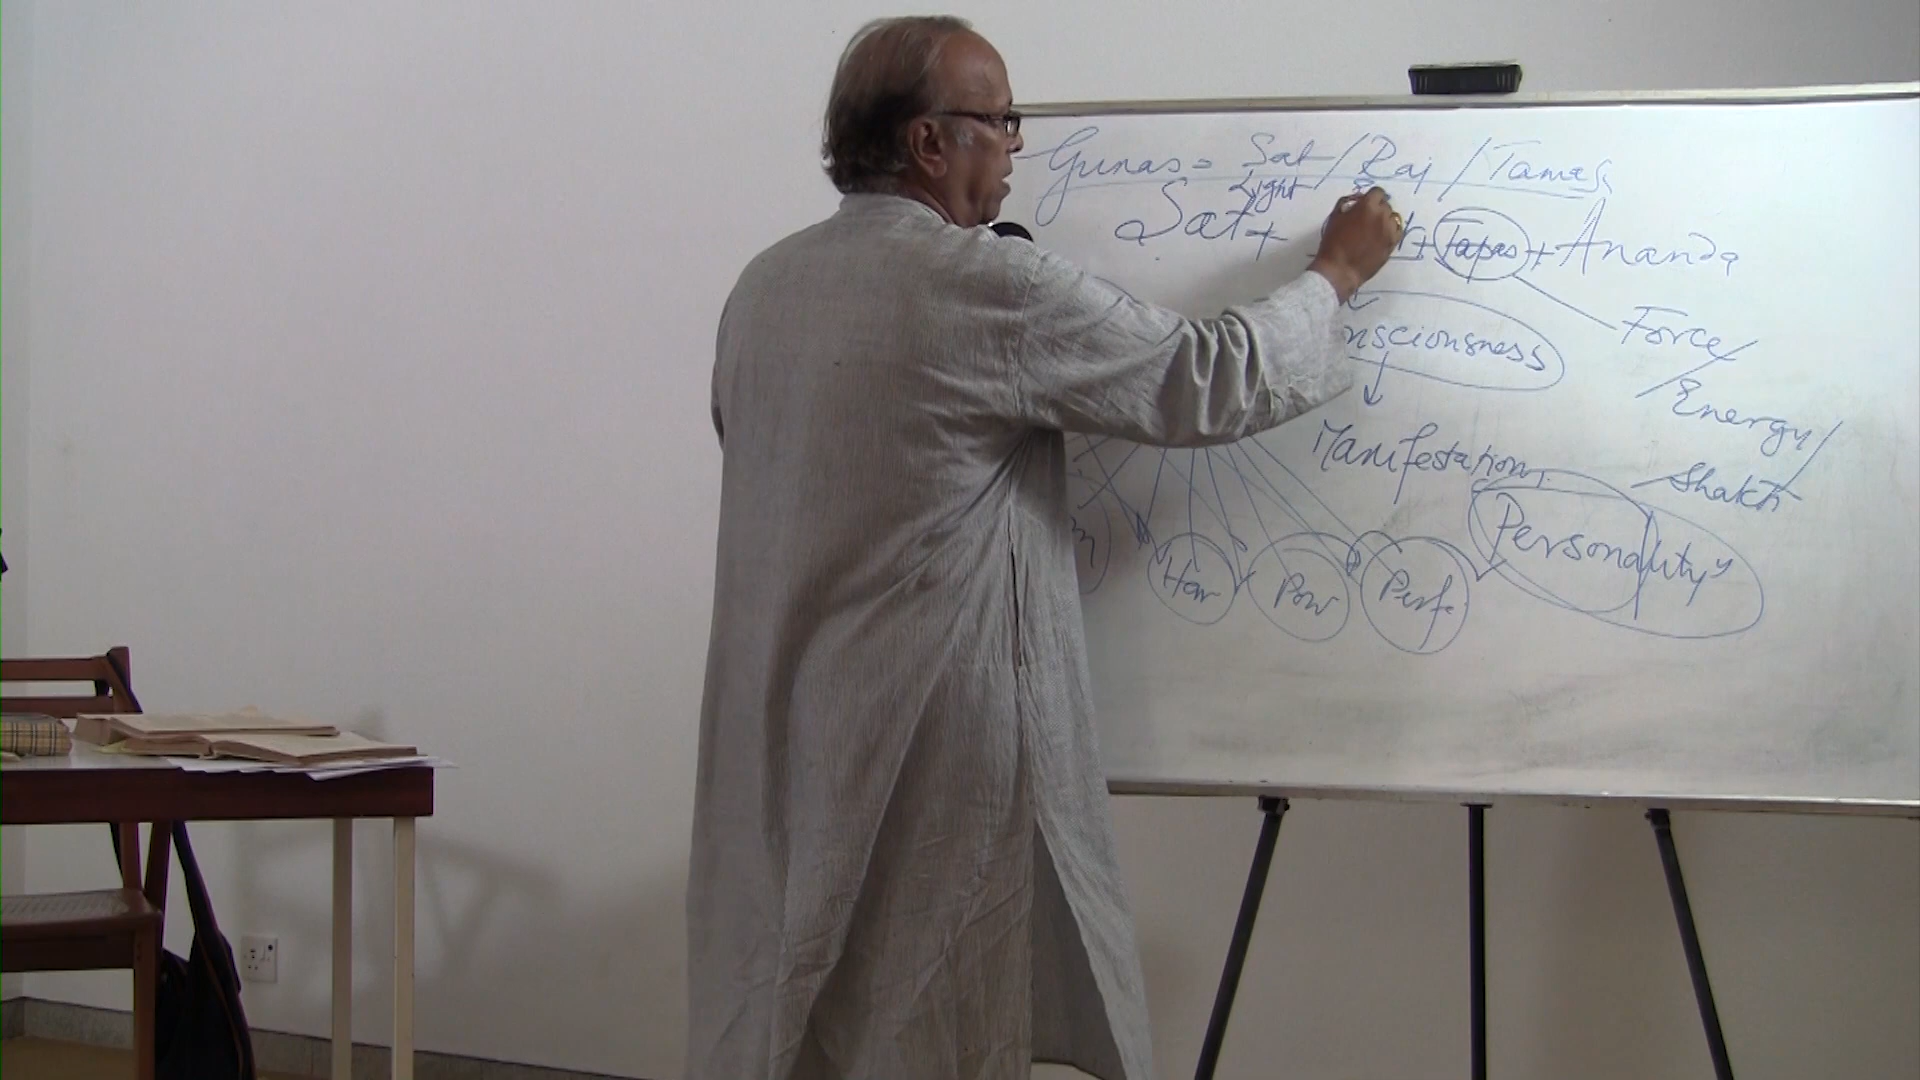 Gunas = Sat / Raj / Tamas
Light
Sat + + Tapas + Ananda
nsciousness
Force /
Energy /
Shakti
Manifestation
Personality
Har Pow Perfe